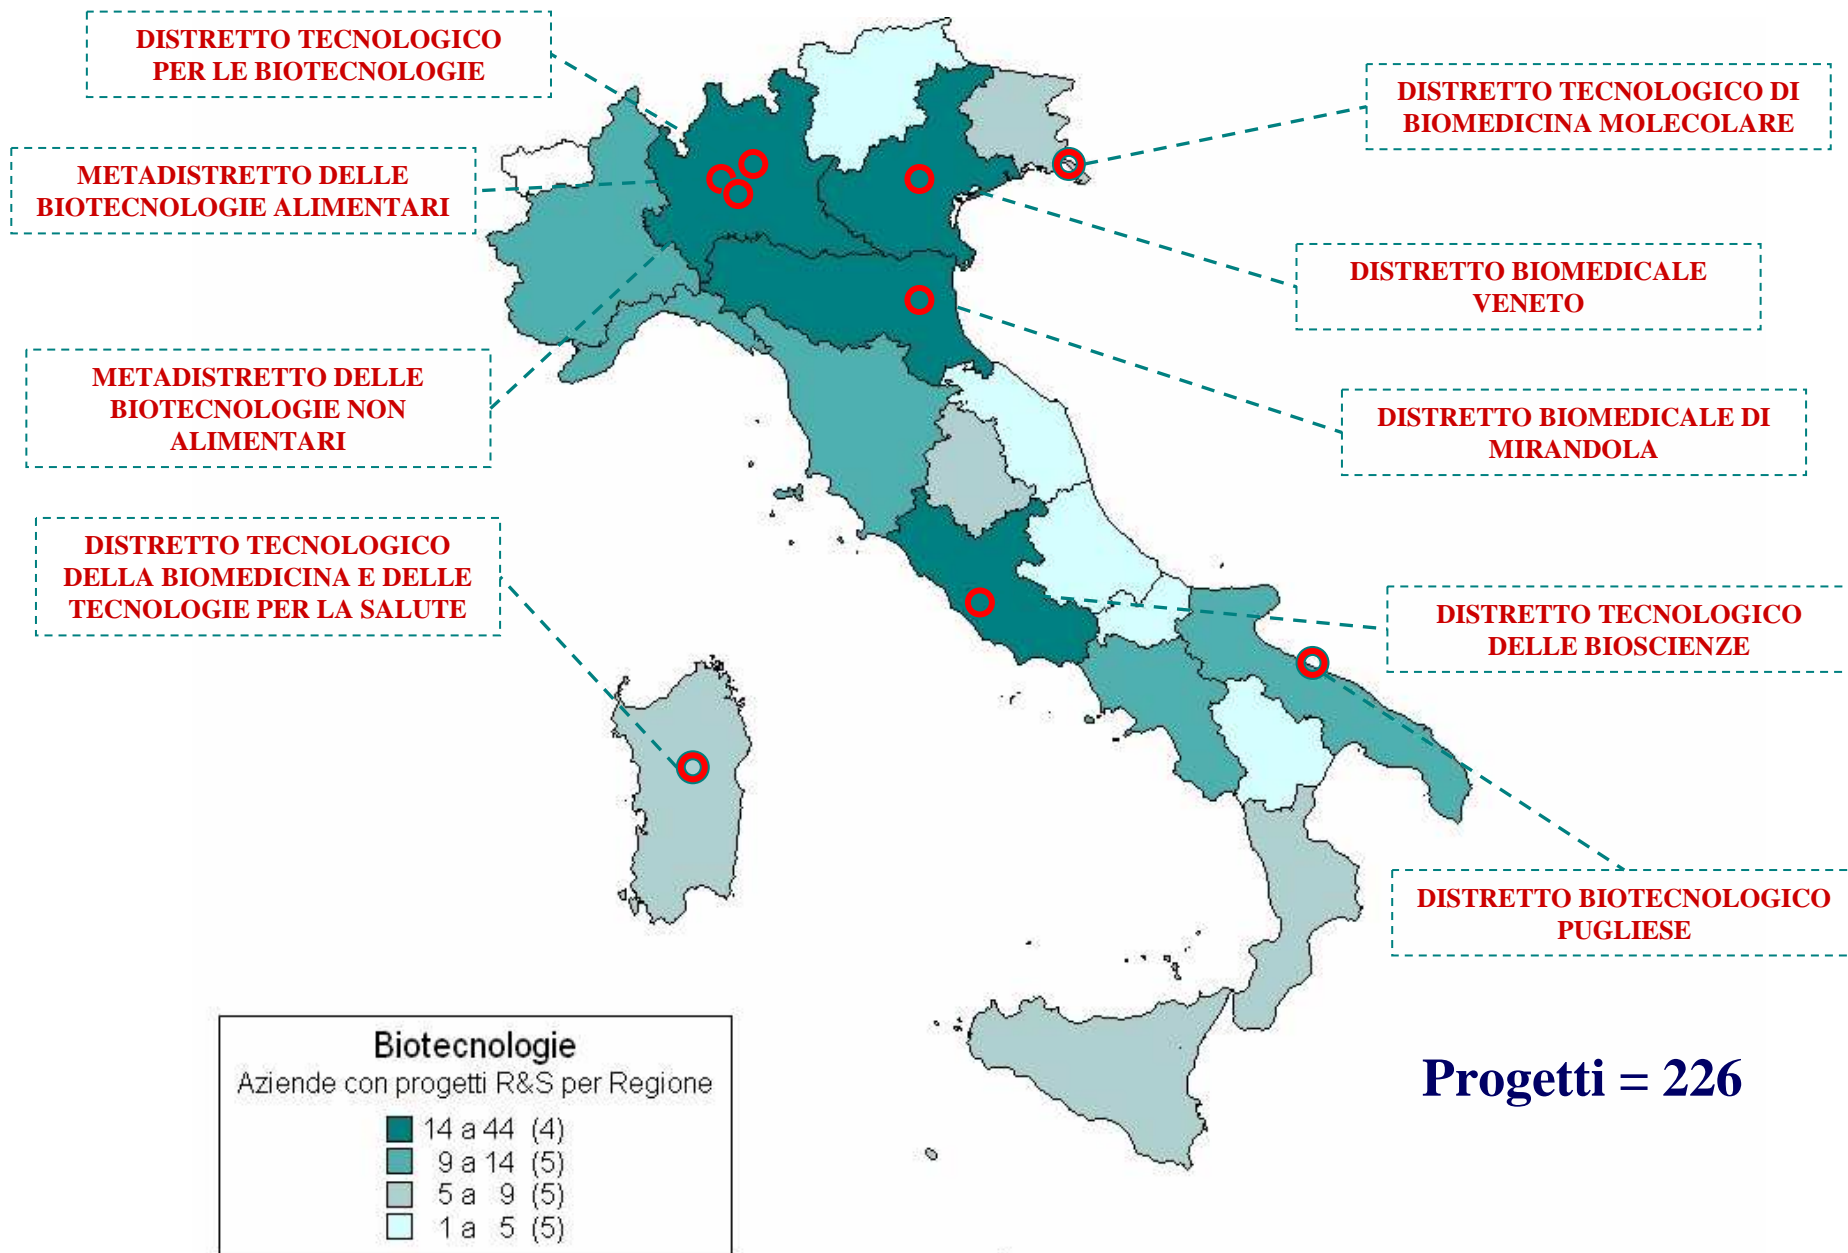 DISTRETTO TECNOLOGICO
PER LE BIOTECNOLOGIE
METADISTRETTO DELLE
BIOTECNOLOGIE ALIMENTARI
METADISTRETTO DELLE
BIOTECNOLOGIE NON
ALIMENTARI
DISTRETTO TECNOLOGICO
DELLA BIOMEDICINA E DELLE
TECNOLOGIE PER LA SALUTE
DISTRETTO TECNOLOGICO DI
BIOMEDICINA MOLECOLARE
DISTRETTO BIOMEDICALE
VENETO
DISTRETTO BIOMEDICALE DI
MIRANDOLA
DISTRETTO TECNOLOGICO
DELLE BIOSCIENZE
DISTRETTO BIOTECNOLOGICO
PUGLIESE
Biotecnologie
Aziende con progetti R&S per Regione
14 a 44 (4)
9 a 14 (5)
5 a 9 (5)
1 a 5 (5)
Progetti = 226